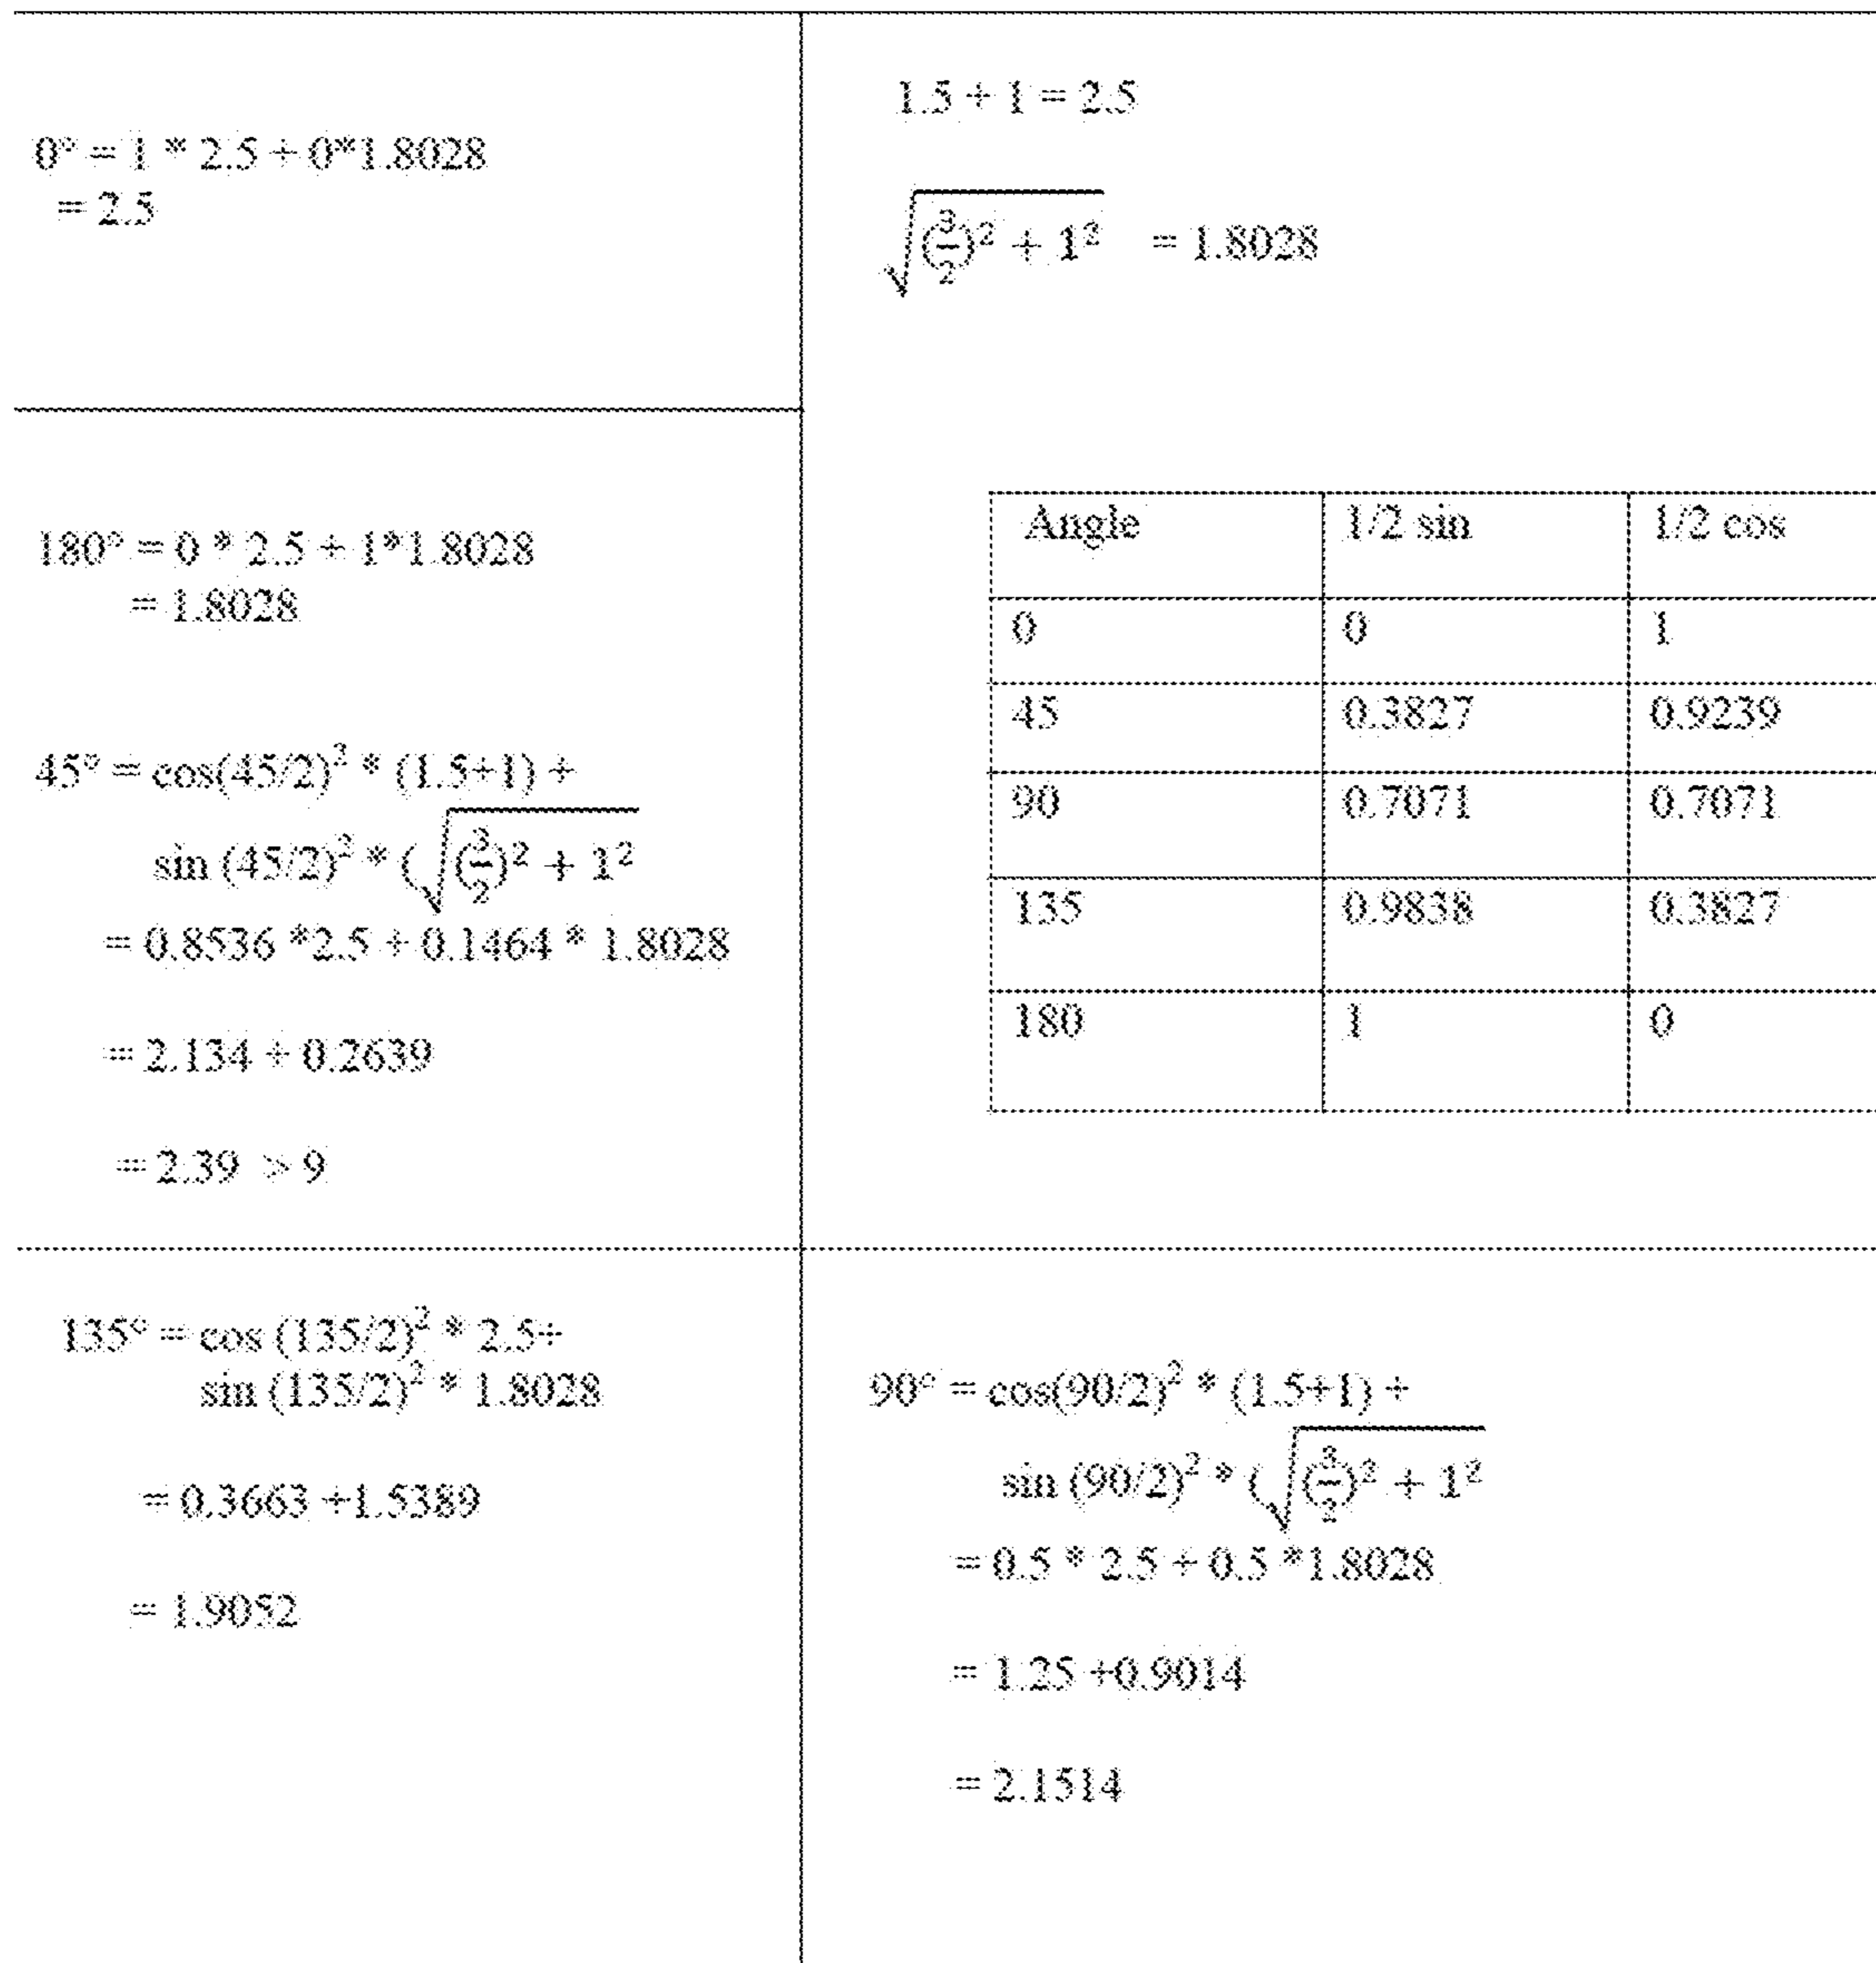 0° = 1 * 2.5 + 0*1.8028
= 2.5
1.5 + 1 = 2.5
√((3/2)² + 1²) = 1.8028
180° = 0 * 2.5 + 1*1.8028
= 1.8028
45° = cos(45/2)² * (1.5+1) +
sin (45/2)² * (√((3/2)² + 1²)
= 0.8536 *2.5 + 0.1464 * 1.8028
= 2.134 + 0.2639
= 2.39 > 9
Angle 1/2 sin 1/2 cos
0 0 1
45 0.3827 0.9239
90 0.7071 0.7071
135 0.9838 0.3827
180 1 0
135° = cos (135/2)² * 2.5+
sin (135/2)² * 1.8028
= 0.3663 +1.5389
= 1.9052
90° = cos(90/2)² * (1.5+1) +
sin (90/2)² * (√((3/2)² + 1²)
= 0.5 * 2.5 + 0.5 *1.8028
= 1.25 +0.9014
= 2.1514